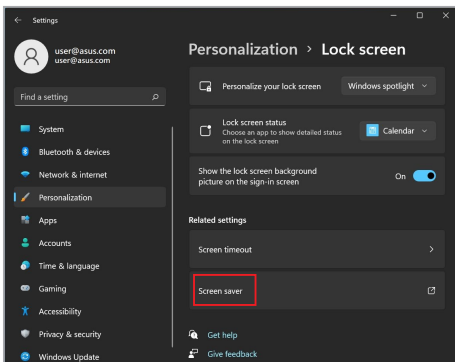 Settings
user@asus.com
user@asus.com
Find a setting
System
Bluetooth & devices
Network & internet
Personalization
Apps
Accounts
Time & language
Gaming
Accessibility
Privacy & security
Windows Update
Personalization > Lock screen
Personalize your lock screen
Windows spotlight
Lock screen status
Choose an app to show detailed status
on the lock screen
Calendar
Show the lock screen background
picture on the sign-in screen
On
Related settings
Screen timeout
Screen saver
Get help
Give feedback